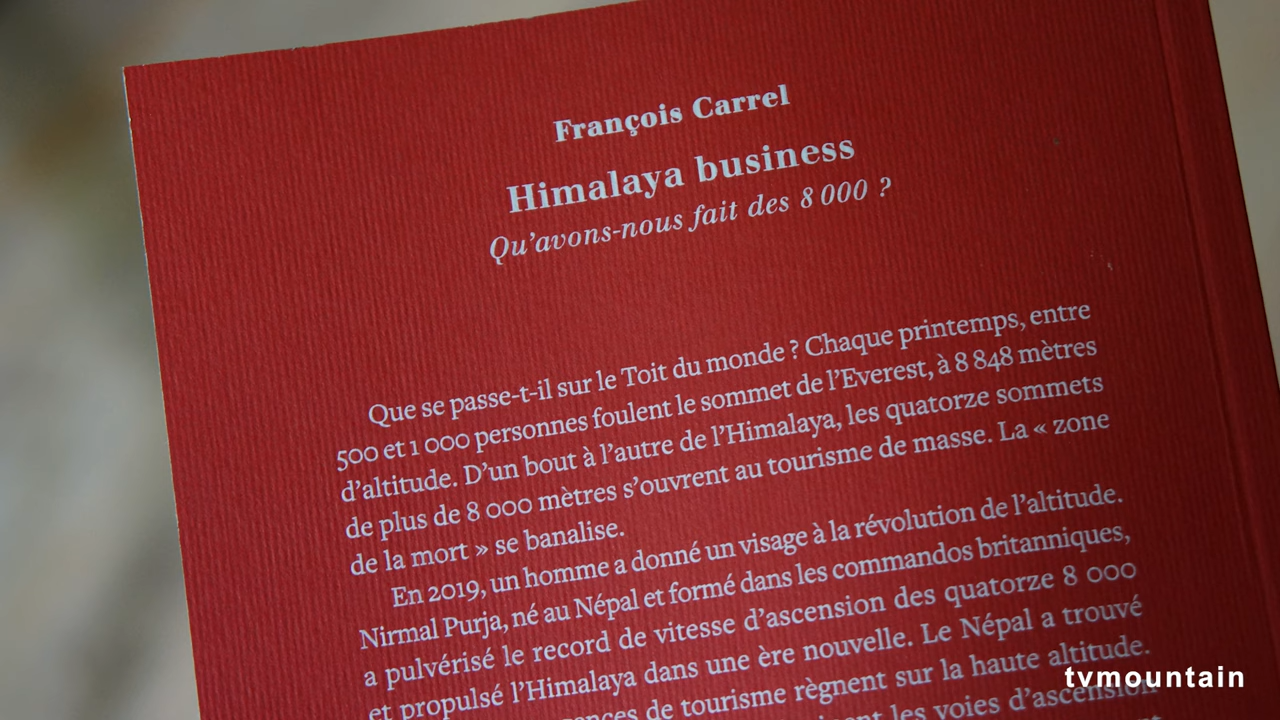 François Carrel
Himalaya business
Qu’avons-nous fait des 8 000 ?
Que se passe-t-il sur le Toit du monde ? Chaque printemps, entre
500 et 1 000 personnes foulent le sommet de l’Everest, à 8 848 mètres
d’altitude. D’un bout à l’autre de l’Himalaya, les quatorze sommets
de plus de 8 000 mètres s’ouvrent au tourisme de masse. La « zone
de la mort » se banalise.
En 2019, un homme a donné un visage à la révolution de l’altitude.
Nirmal Purja, né au Népal et formé dans les commandos britanniques,
a pulvérisé le record de vitesse d’ascension des quatorze 8 000
et propulsé l’Himalaya dans une ère nouvelle. Le Népal a trouvé
de tourisme règnent sur la haute altitude.
les voies d’ascension
tvmountain